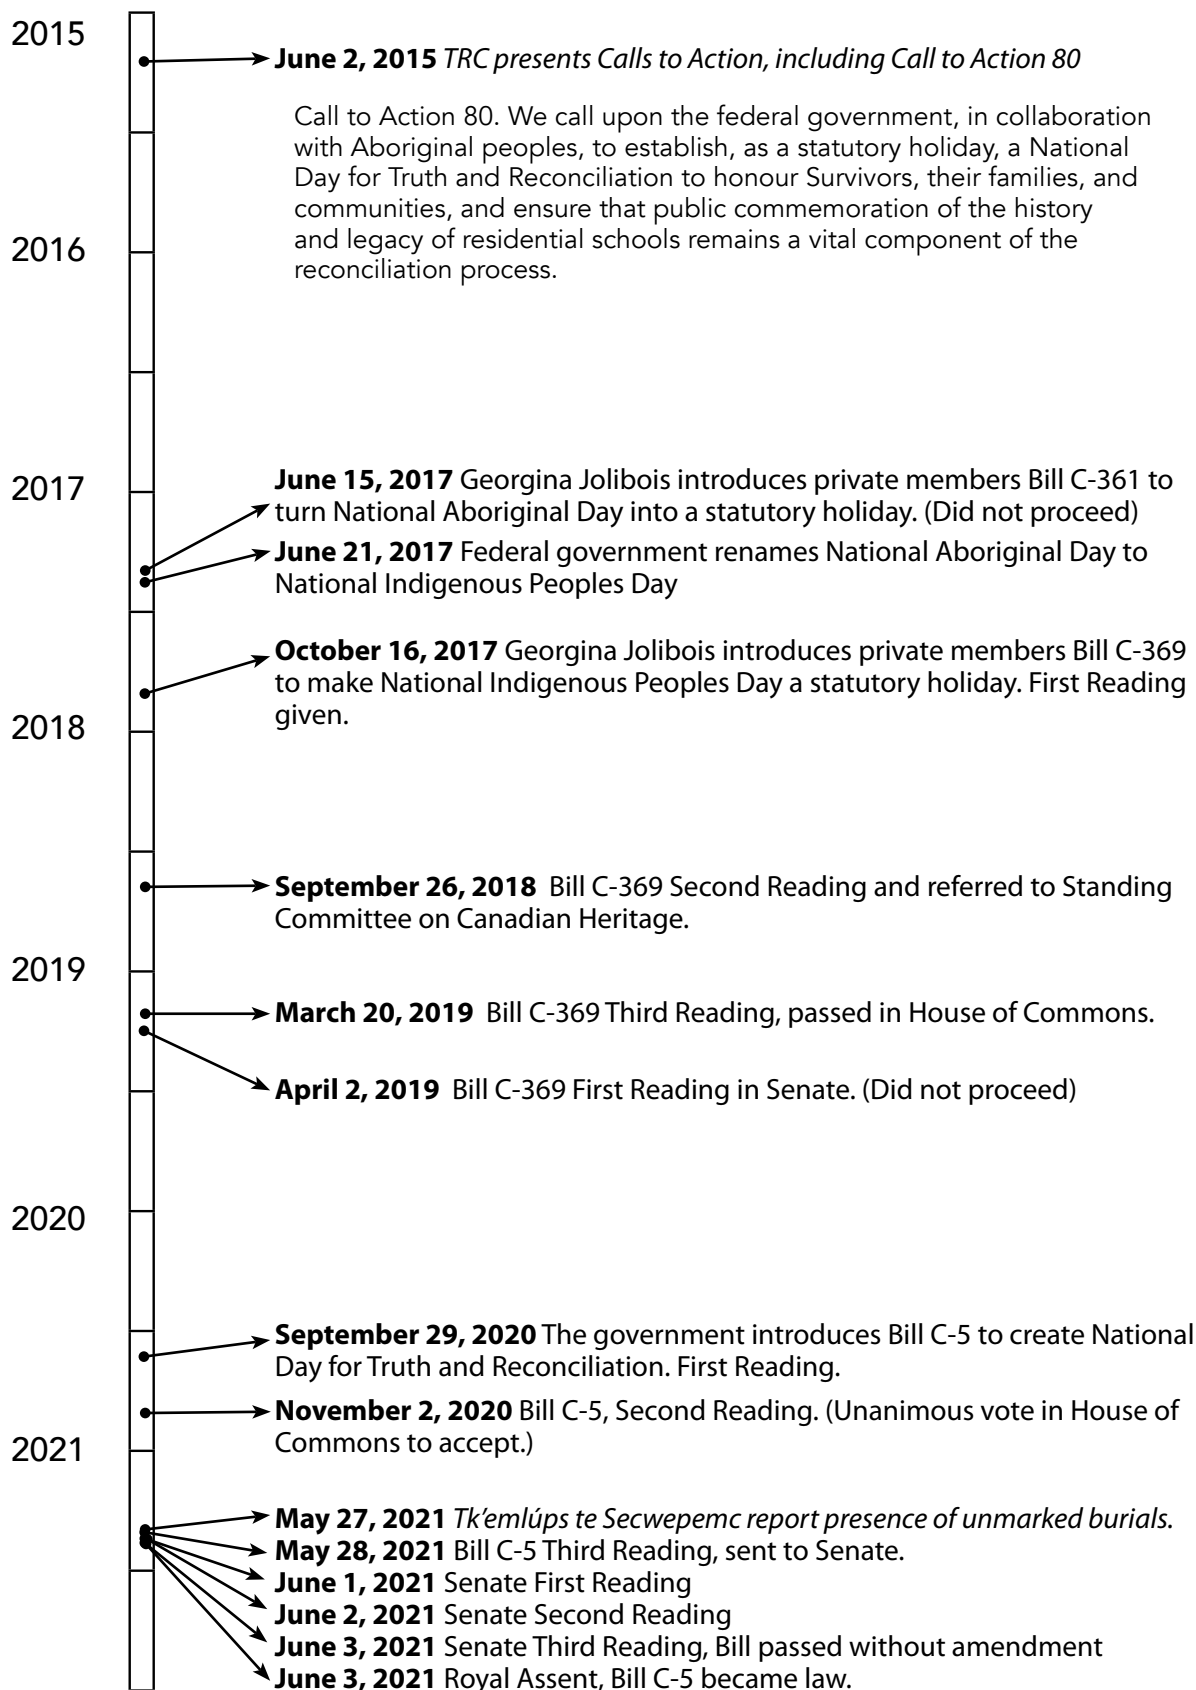 2015
June 2, 2015 TRC presents Calls to Action, including Call to Action 80
Call to Action 80. We call upon the federal government, in collaboration
with Aboriginal peoples, to establish, as a statutory holiday, a National
Day for Truth and Reconciliation to honour Survivors, their families, and
communities, and ensure that public commemoration of the history
and legacy of residential schools remains a vital component of the
reconciliation process.
2016
2017
June 15, 2017 Georgina Jolibois introduces private members Bill C-361 to
turn National Aboriginal Day into a statutory holiday. (Did not proceed)
June 21, 2017 Federal government renames National Aboriginal Day to
National Indigenous Peoples Day
October 16, 2017 Georgina Jolibois introduces private members Bill C-369
to make National Indigenous Peoples Day a statutory holiday. First Reading
given.
2018
September 26, 2018 Bill C-369 Second Reading and referred to Standing
Committee on Canadian Heritage.
2019
March 20, 2019 Bill C-369 Third Reading, passed in House of Commons.
April 2, 2019 Bill C-369 First Reading in Senate. (Did not proceed)
2020
September 29, 2020 The government introduces Bill C-5 to create National
Day for Truth and Reconciliation. First Reading.
November 2, 2020 Bill C-5, Second Reading. (Unanimous vote in House of
Commons to accept.)
2021
May 27, 2021 Tk'emlúps te Secwepemc report presence of unmarked burials.
May 28, 2021 Bill C-5 Third Reading, sent to Senate.
June 1, 2021 Senate First Reading
June 2, 2021 Senate Second Reading
June 3, 2021 Senate Third Reading, Bill passed without amendment
June 3, 2021 Royal Assent, Bill C-5 became law.